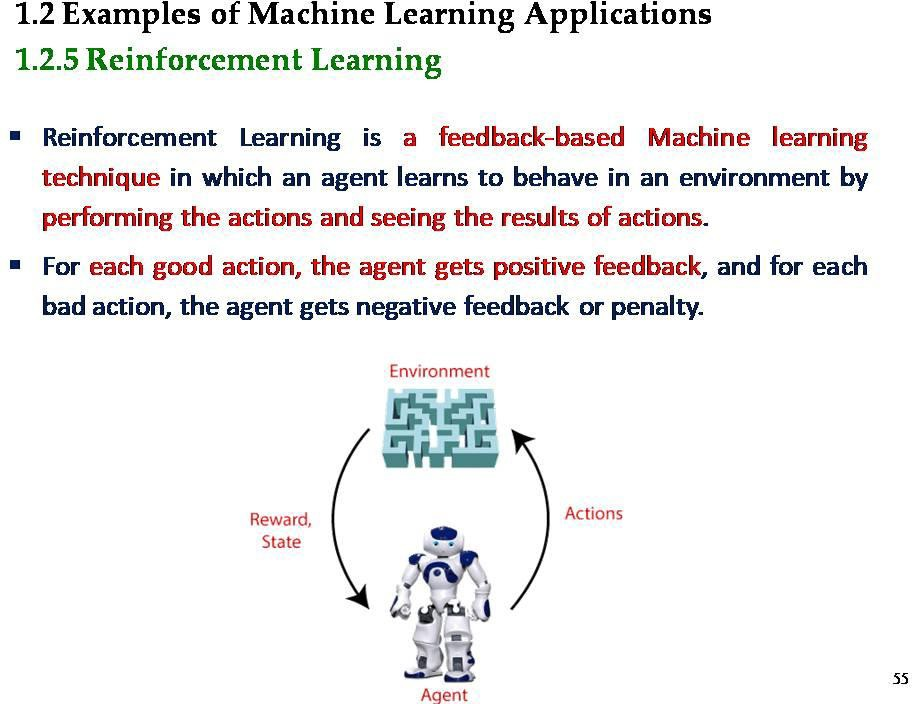 1.2 Examples of Machine Learning Applications
1.2.5 Reinforcement Learning
▪ Reinforcement Learning is a feedback-based Machine learning
technique in which an agent learns to behave in an environment by
performing the actions and seeing the results of actions.
▪ For each good action, the agent gets positive feedback, and for each
bad action, the agent gets negative feedback or penalty.
Environment
Reward,
State
Actions
Agent
55